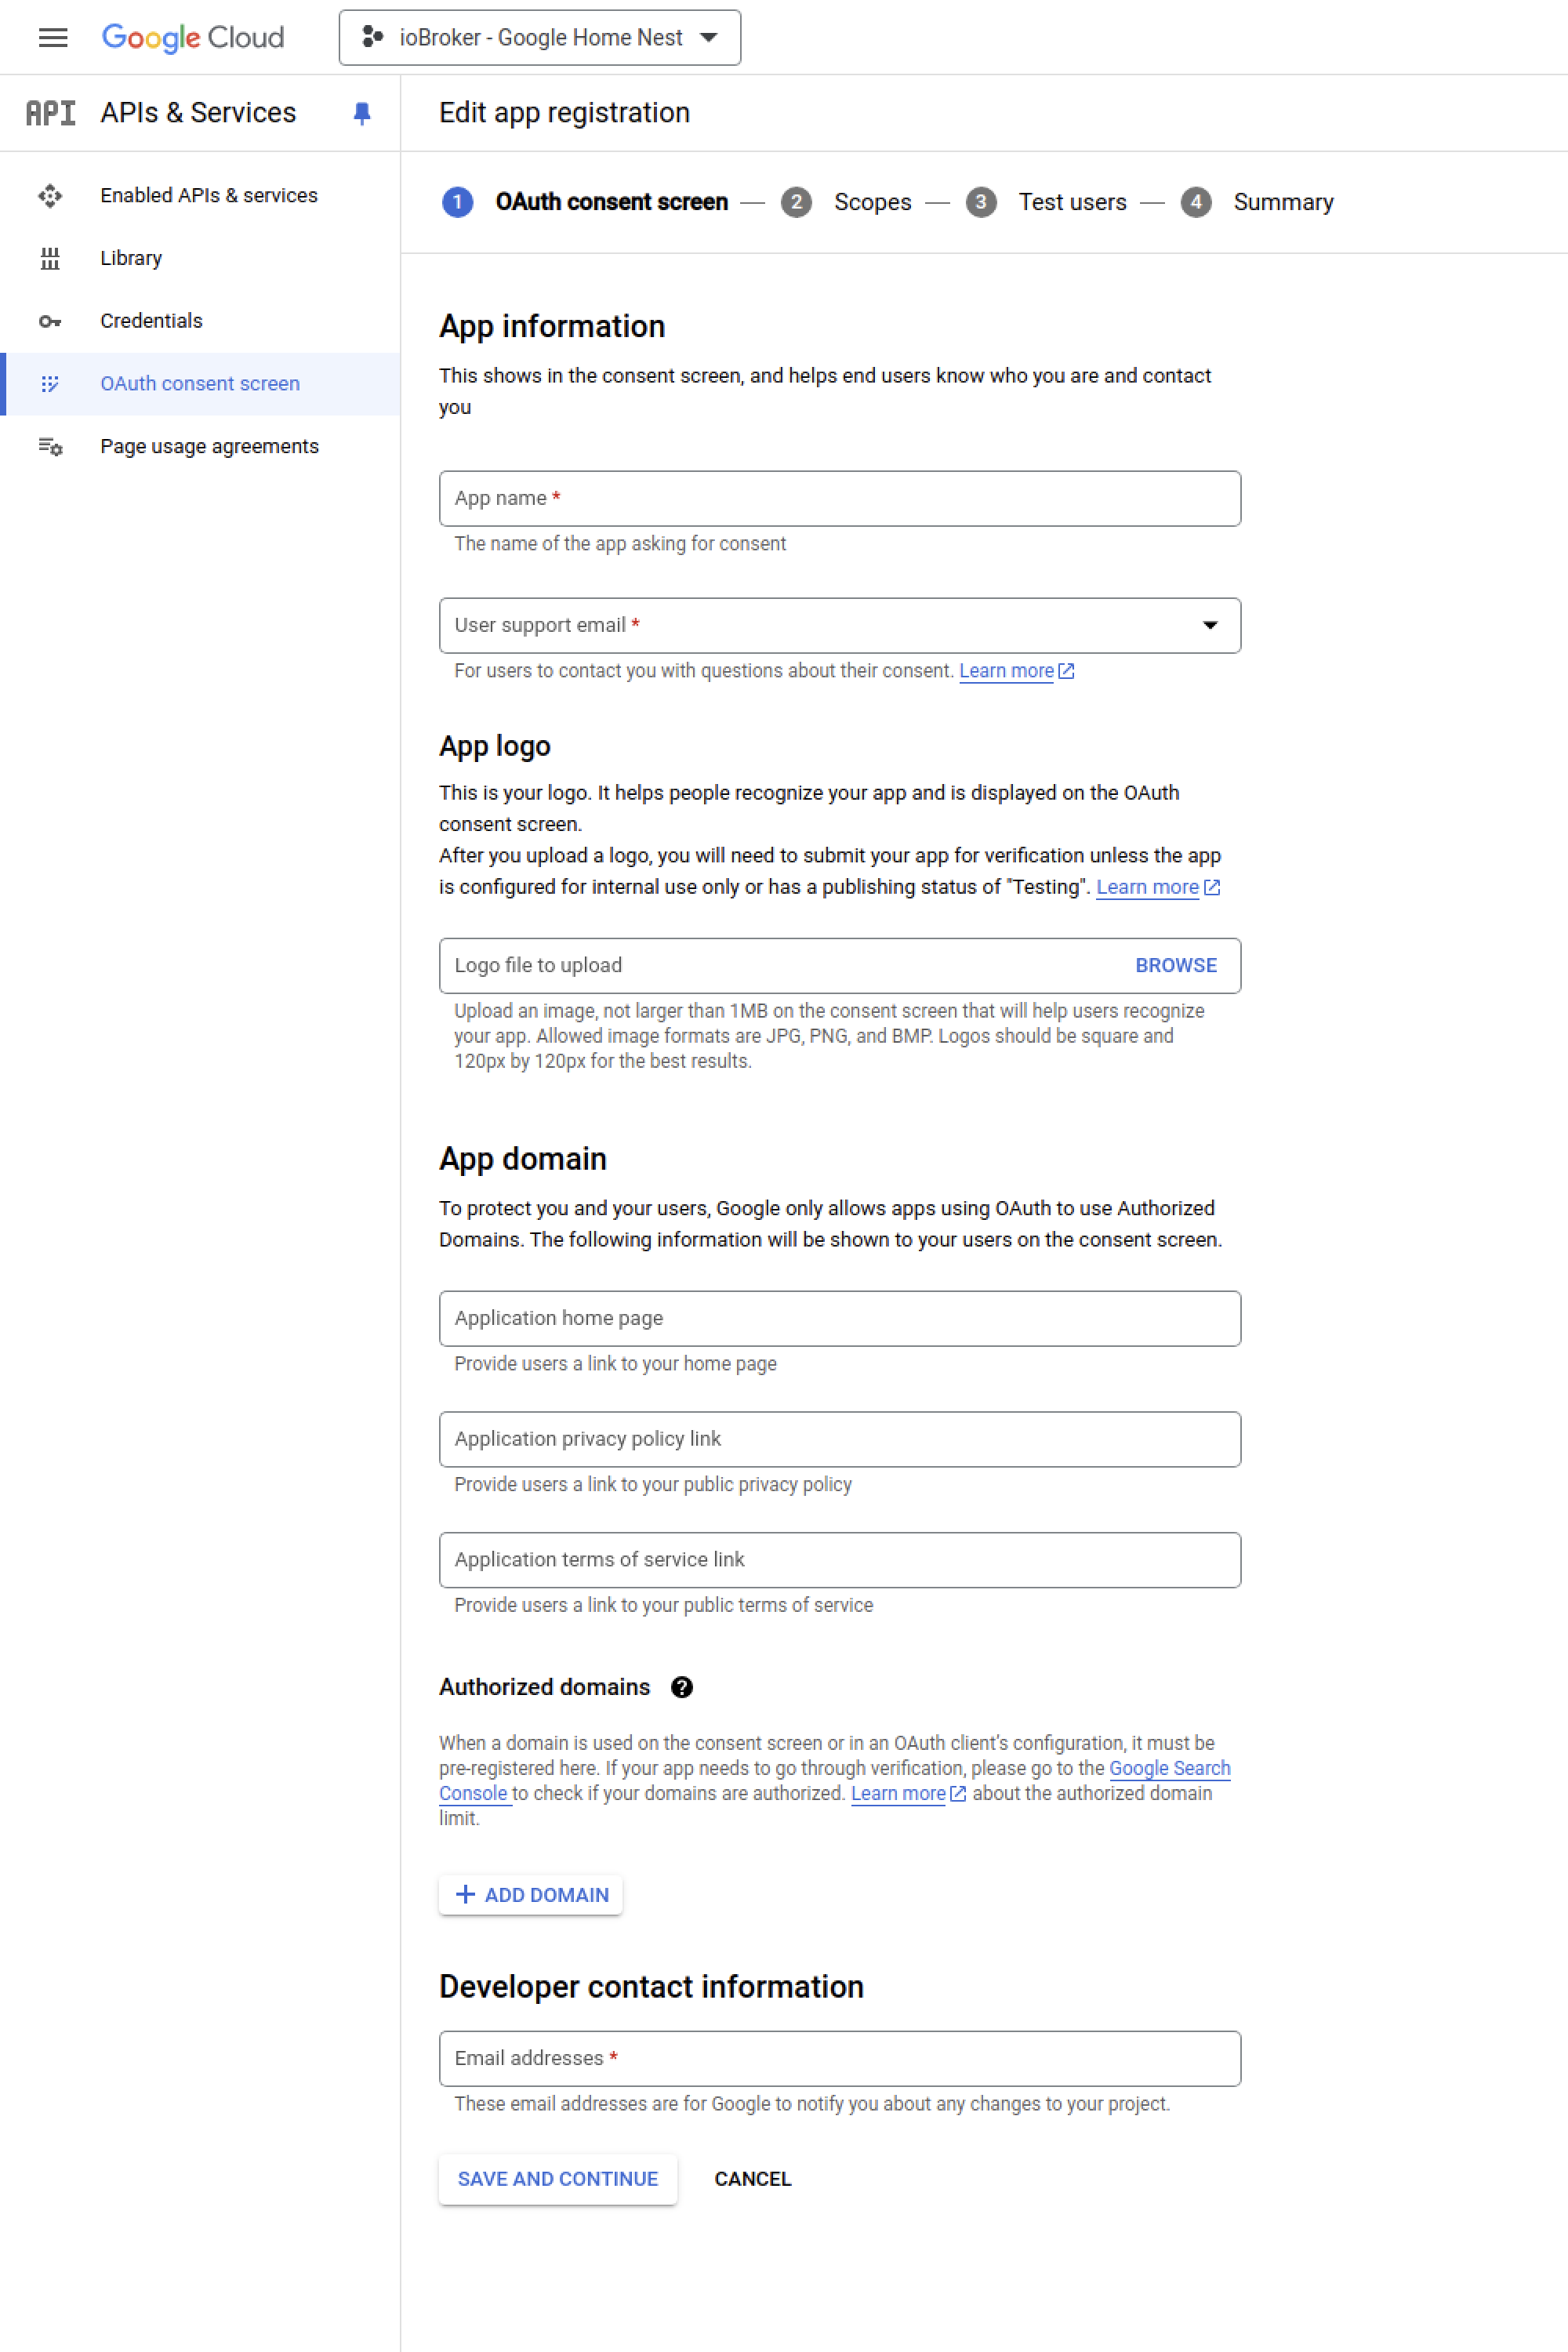 Google Cloud
ioBroker - Google Home Nest
API
APIs & Services
Edit app registration
Enabled APIs & services
Library
Credentials
OAuth consent screen
Page usage agreements
1 OAuth consent screen — 2 Scopes — 3 Test users — 4 Summary
App information
This shows in the consent screen, and helps end users know who you are and contact
you
App name *
The name of the app asking for consent
User support email *
For users to contact you with questions about their consent. Learn more
App logo
This is your logo. It helps people recognize your app and is displayed on the OAuth
consent screen.
After you upload a logo, you will need to submit your app for verification unless the app
is configured for internal use only or has a publishing status of "Testing". Learn more
Logo file to upload BROWSE
Upload an image, not larger than 1MB on the consent screen that will help users recognize
your app. Allowed image formats are JPG, PNG, and BMP. Logos should be square and
120px by 120px for the best results.
App domain
To protect you and your users, Google only allows apps using OAuth to use Authorized
Domains. The following information will be shown to your users on the consent screen.
Application home page
Provide users a link to your home page
Application privacy policy link
Provide users a link to your public privacy policy
Application terms of service link
Provide users a link to your public terms of service
Authorized domains ?
When a domain is used on the consent screen or in an OAuth client's configuration, it must be
pre-registered here. If your app needs to go through verification, please go to the Google Search
Console to check if your domains are authorized. Learn more about the authorized domain
limit.
+ ADD DOMAIN
Developer contact information
Email addresses *
These email addresses are for Google to notify you about any changes to your project.
SAVE AND CONTINUE CANCEL